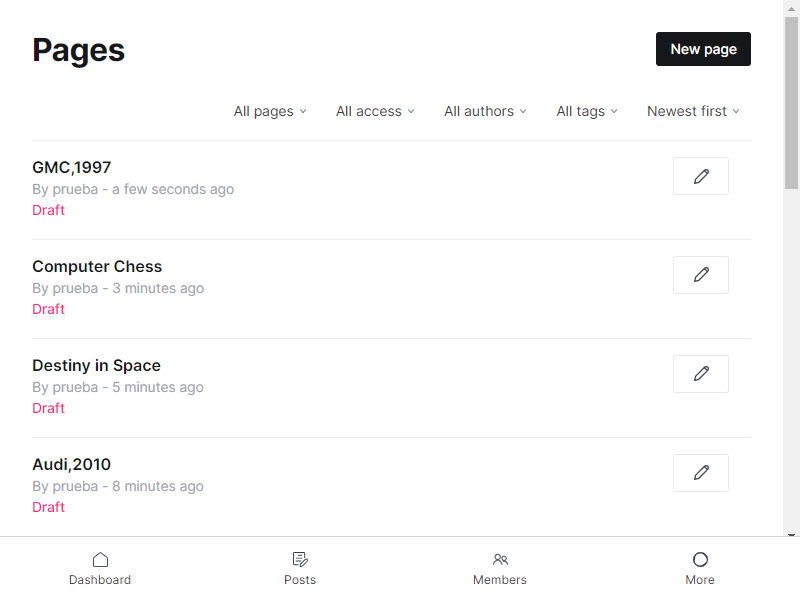 Pages
New page
All pages
All access
All authors
All tags
Newest first
GMC,1997
By prueba - a few seconds ago
Draft
Computer Chess
By prueba - 3 minutes ago
Draft
Destiny in Space
By prueba - 5 minutes ago
Draft
Audi,2010
By prueba - 8 minutes ago
Draft
Dashboard
Posts
Members
More